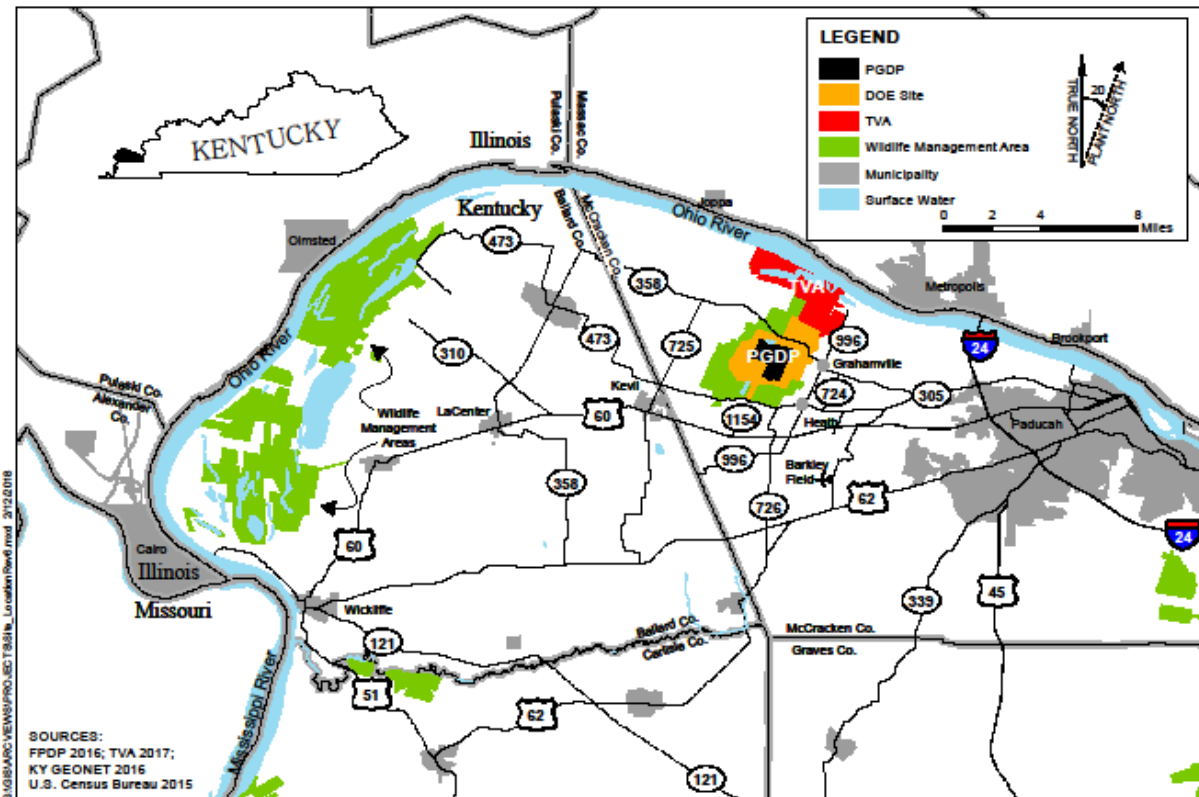 LEGEND
PGDP
DOE Site
TVA
Wildlife Management Area
Municipality
Surface Water
TRUE NORTH
20
PLANT NORTH
0 2 4 8
Miles
KENTUCKY
Illinois
Pulaski Co.
Massac Co.
Kentucky
Ballard Co.
McCracken Co.
Joppa
Ohio River
Olmsted
473
358
TVA
Metropolis
Brookport
24
Ohio River
310
473
725
PGDP
996
Grahamville
Kevil
724
305
Pulaski Co.
Alexander Co.
Wildlife
Management
Areas
LaCenter
60
1154
Heath
Paducah
996
Barkley
Field
358
726
62
60
24
Cairo
Illinois
Missouri
Wickliffe
339
45
121
Ballard Co.
Carlisle Co.
McCracken Co.
Graves Co.
51
62
121
Mississippi River
SOURCES:
FPDP 2016; TVA 2017;
KY GEONET 2016
U.S. Census Bureau 2015